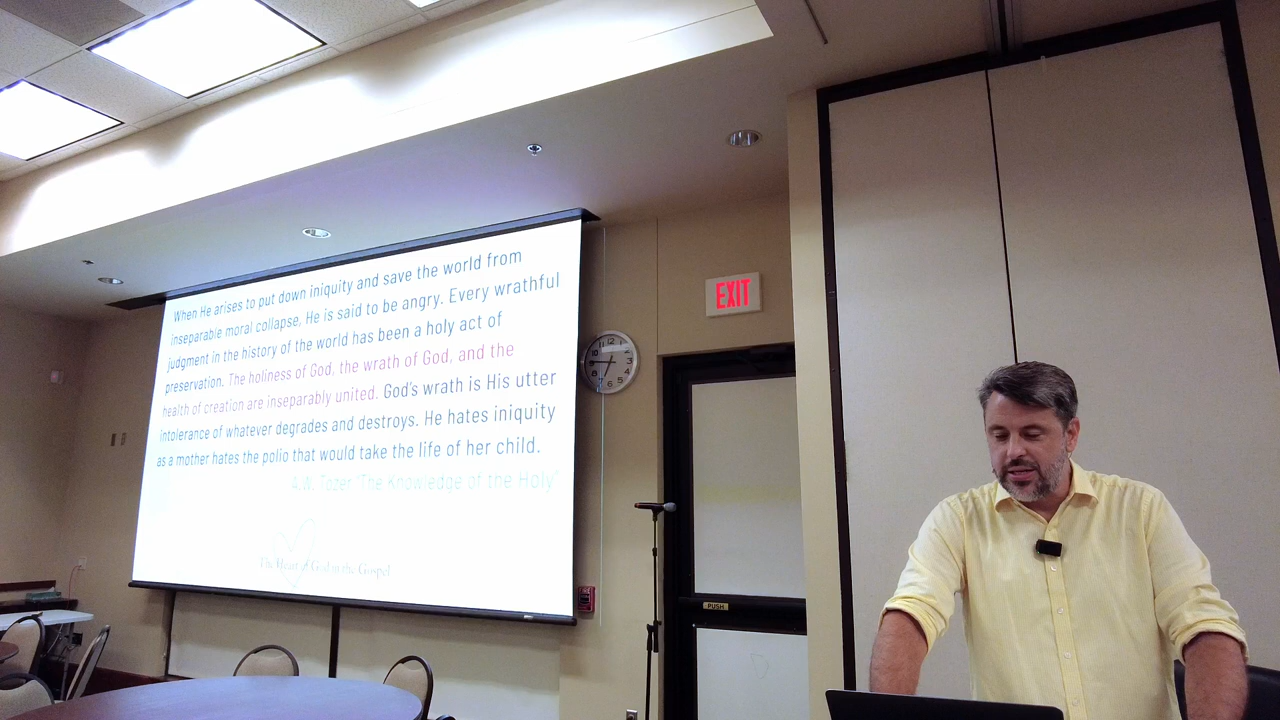 When He arises to put down iniquity and save the world from
inseparable moral collapse, He is said to be angry. Every wrathful
judgment in the history of the world has been a holy act of
preservation. The holiness of God, the wrath of God, and the
health of creation are inseparably united. God's wrath is His utter
intolerance of whatever degrades and destroys. He hates iniquity
as a mother hates the polio that would take the life of her child.
A.W. Tozer "The Knowledge of the Holy"
The Heart of God in the Gospel
EXIT
PUSH